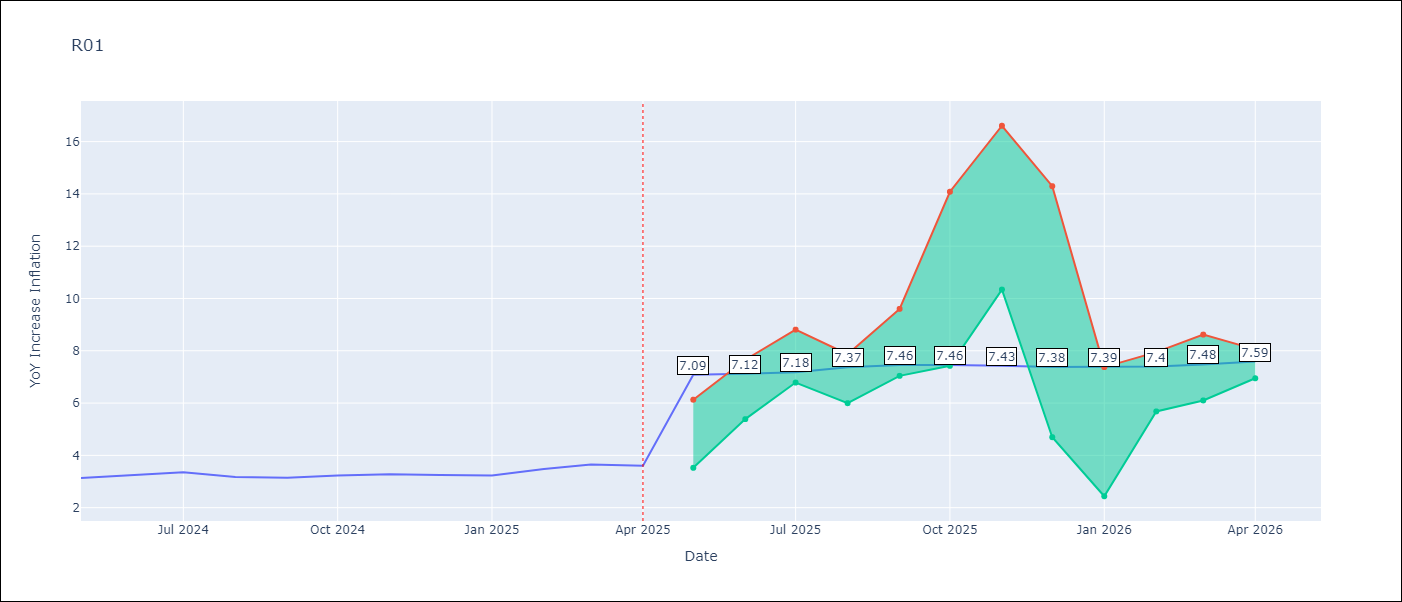 R01
YoY Increase Inflation
16
14
12
10
8
6
4
2
7.09
7.12
7.18
7.37
7.46
7.46
7.43
7.38
7.39
7.4
7.48
7.59
Jul 2024
Oct 2024
Jan 2025
Apr 2025
Jul 2025
Oct 2025
Jan 2026
Apr 2026
Date